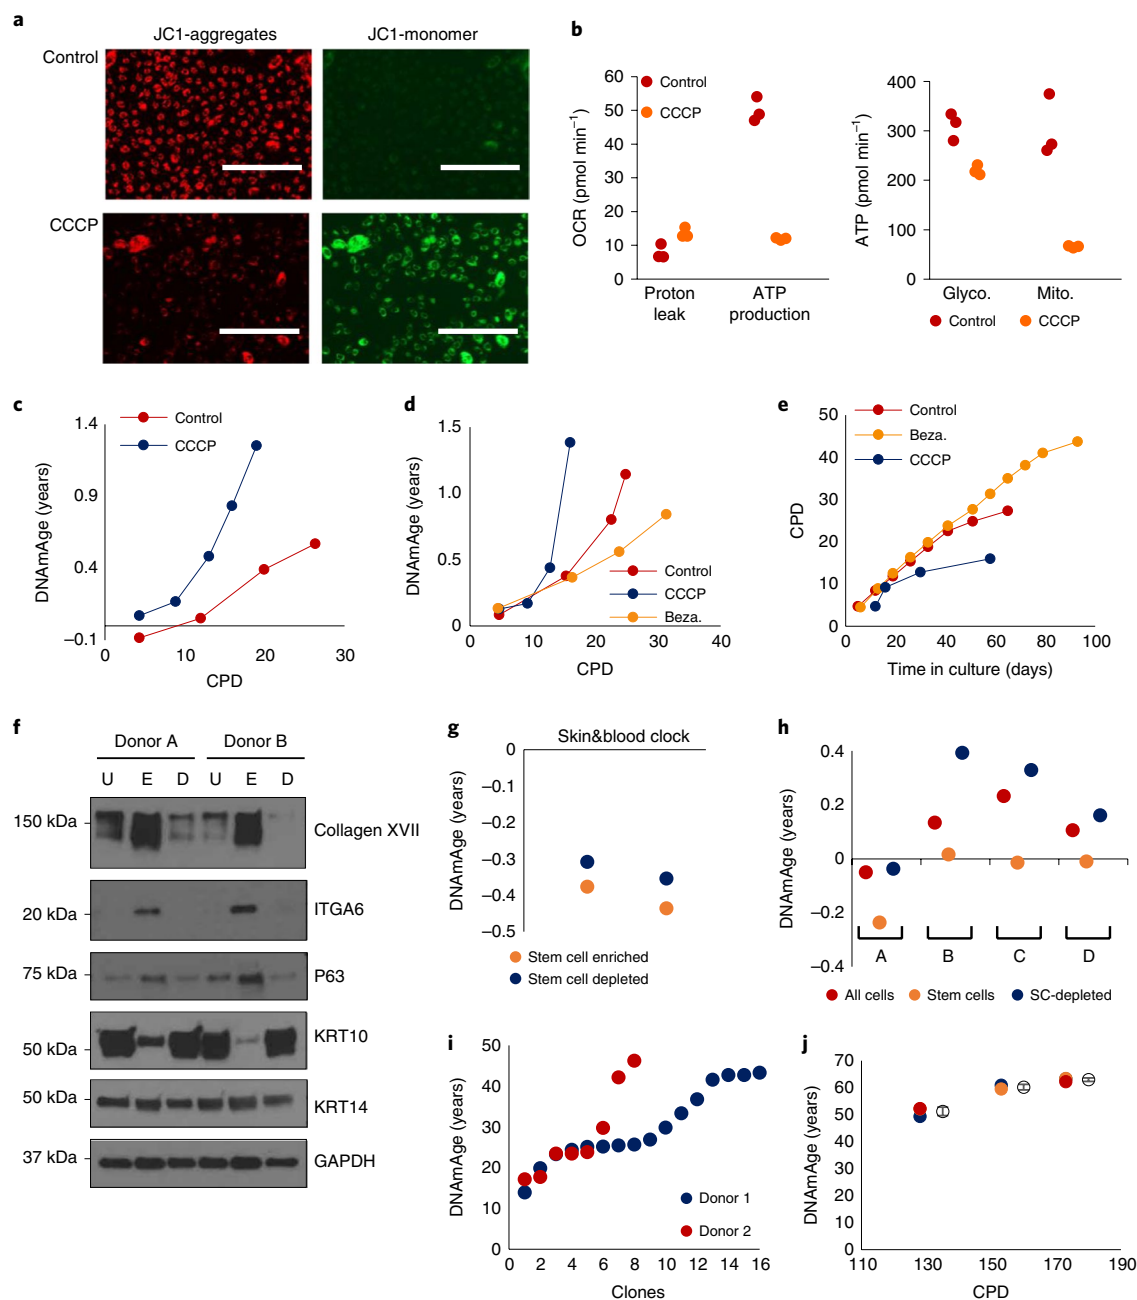 a
JC1-aggregates JC1-monomer
Control
CCCP
b
60
50
40
30
20
10
0
OCR (pmol min−1)
Control
CCCP
Proton leak
ATP production
400
300
200
100
0
ATP (pmol min−1)
Glyco. Mito.
Control CCCP
c
Control
CCCP
1.4
0.9
0.4
−0.1
DNAmAge (years)
0 10 20 30
CPD
d
1.5
1.0
0.5
0
DNAmAge (years)
Control
CCCP
Beza.
0 10 20 30 40
CPD
e
50
40
30
20
10
0
CPD
Control
Beza.
CCCP
0 20 40 60 80 100
Time in culture (days)
f
Donor A Donor B
U E D U E D
150 kDa Collagen XVII
20 kDa ITGA6
75 kDa P63
50 kDa KRT10
50 kDa KRT14
37 kDa GAPDH
g
Skin&blood clock
0
−0.1
−0.2
−0.3
−0.4
−0.5
DNAmAge (years)
Stem cell enriched
Stem cell depleted
h
0.4
0.2
0
−0.2
−0.4
DNAmAge (years)
A B C D
All cells Stem cells SC-depleted
i
50
40
30
20
10
0
DNAmAge (years)
Donor 1
Donor 2
0 2 4 6 8 10 12 14 16
Clones
j
70
60
50
40
30
20
10
0
DNAmAge (years)
110 130 150 170 190
CPD